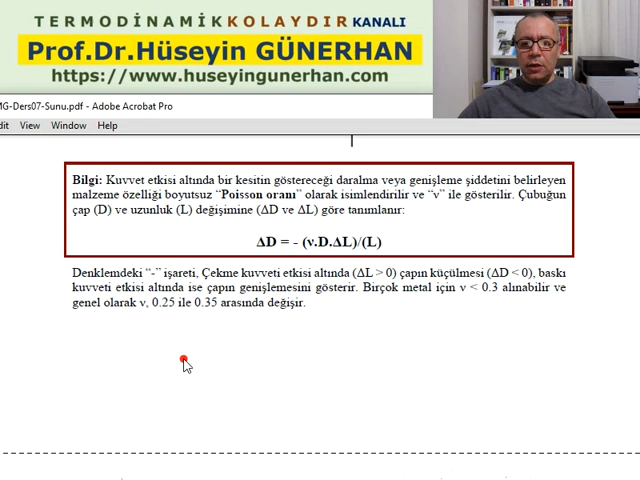 TERMODİNAMİKKOLAYDIR KANALI
Prof.Dr.Hüseyin GÜNERHAN
https://www.huseyingunerhan.com
MG-Ders07-Sunu.pdf - Adobe Acrobat Pro
dit View Window Help
Bilgi: Kuvvet etkisi altında bir kesitin göstereceği daralma veya genişleme şiddetini belirleyen
malzeme özelliği boyutsuz “Poisson oranı” olarak isimlendirilir ve “ν” ile gösterilir. Çubuğun
çap (D) ve uzunluk (L) değişimine (ΔD ve ΔL) göre tanımlanır:
ΔD = - (ν.D.ΔL)/(L)
Denklemdeki “-” işareti, Çekme kuvveti etkisi altında (ΔL > 0) çapın küçülmesi (ΔD < 0), baskı
kuvveti etkisi altında ise çapın genişlemesini gösterir. Birçok metal için ν < 0.3 alınabilir ve
genel olarak ν, 0.25 ile 0.35 arasında değişir.